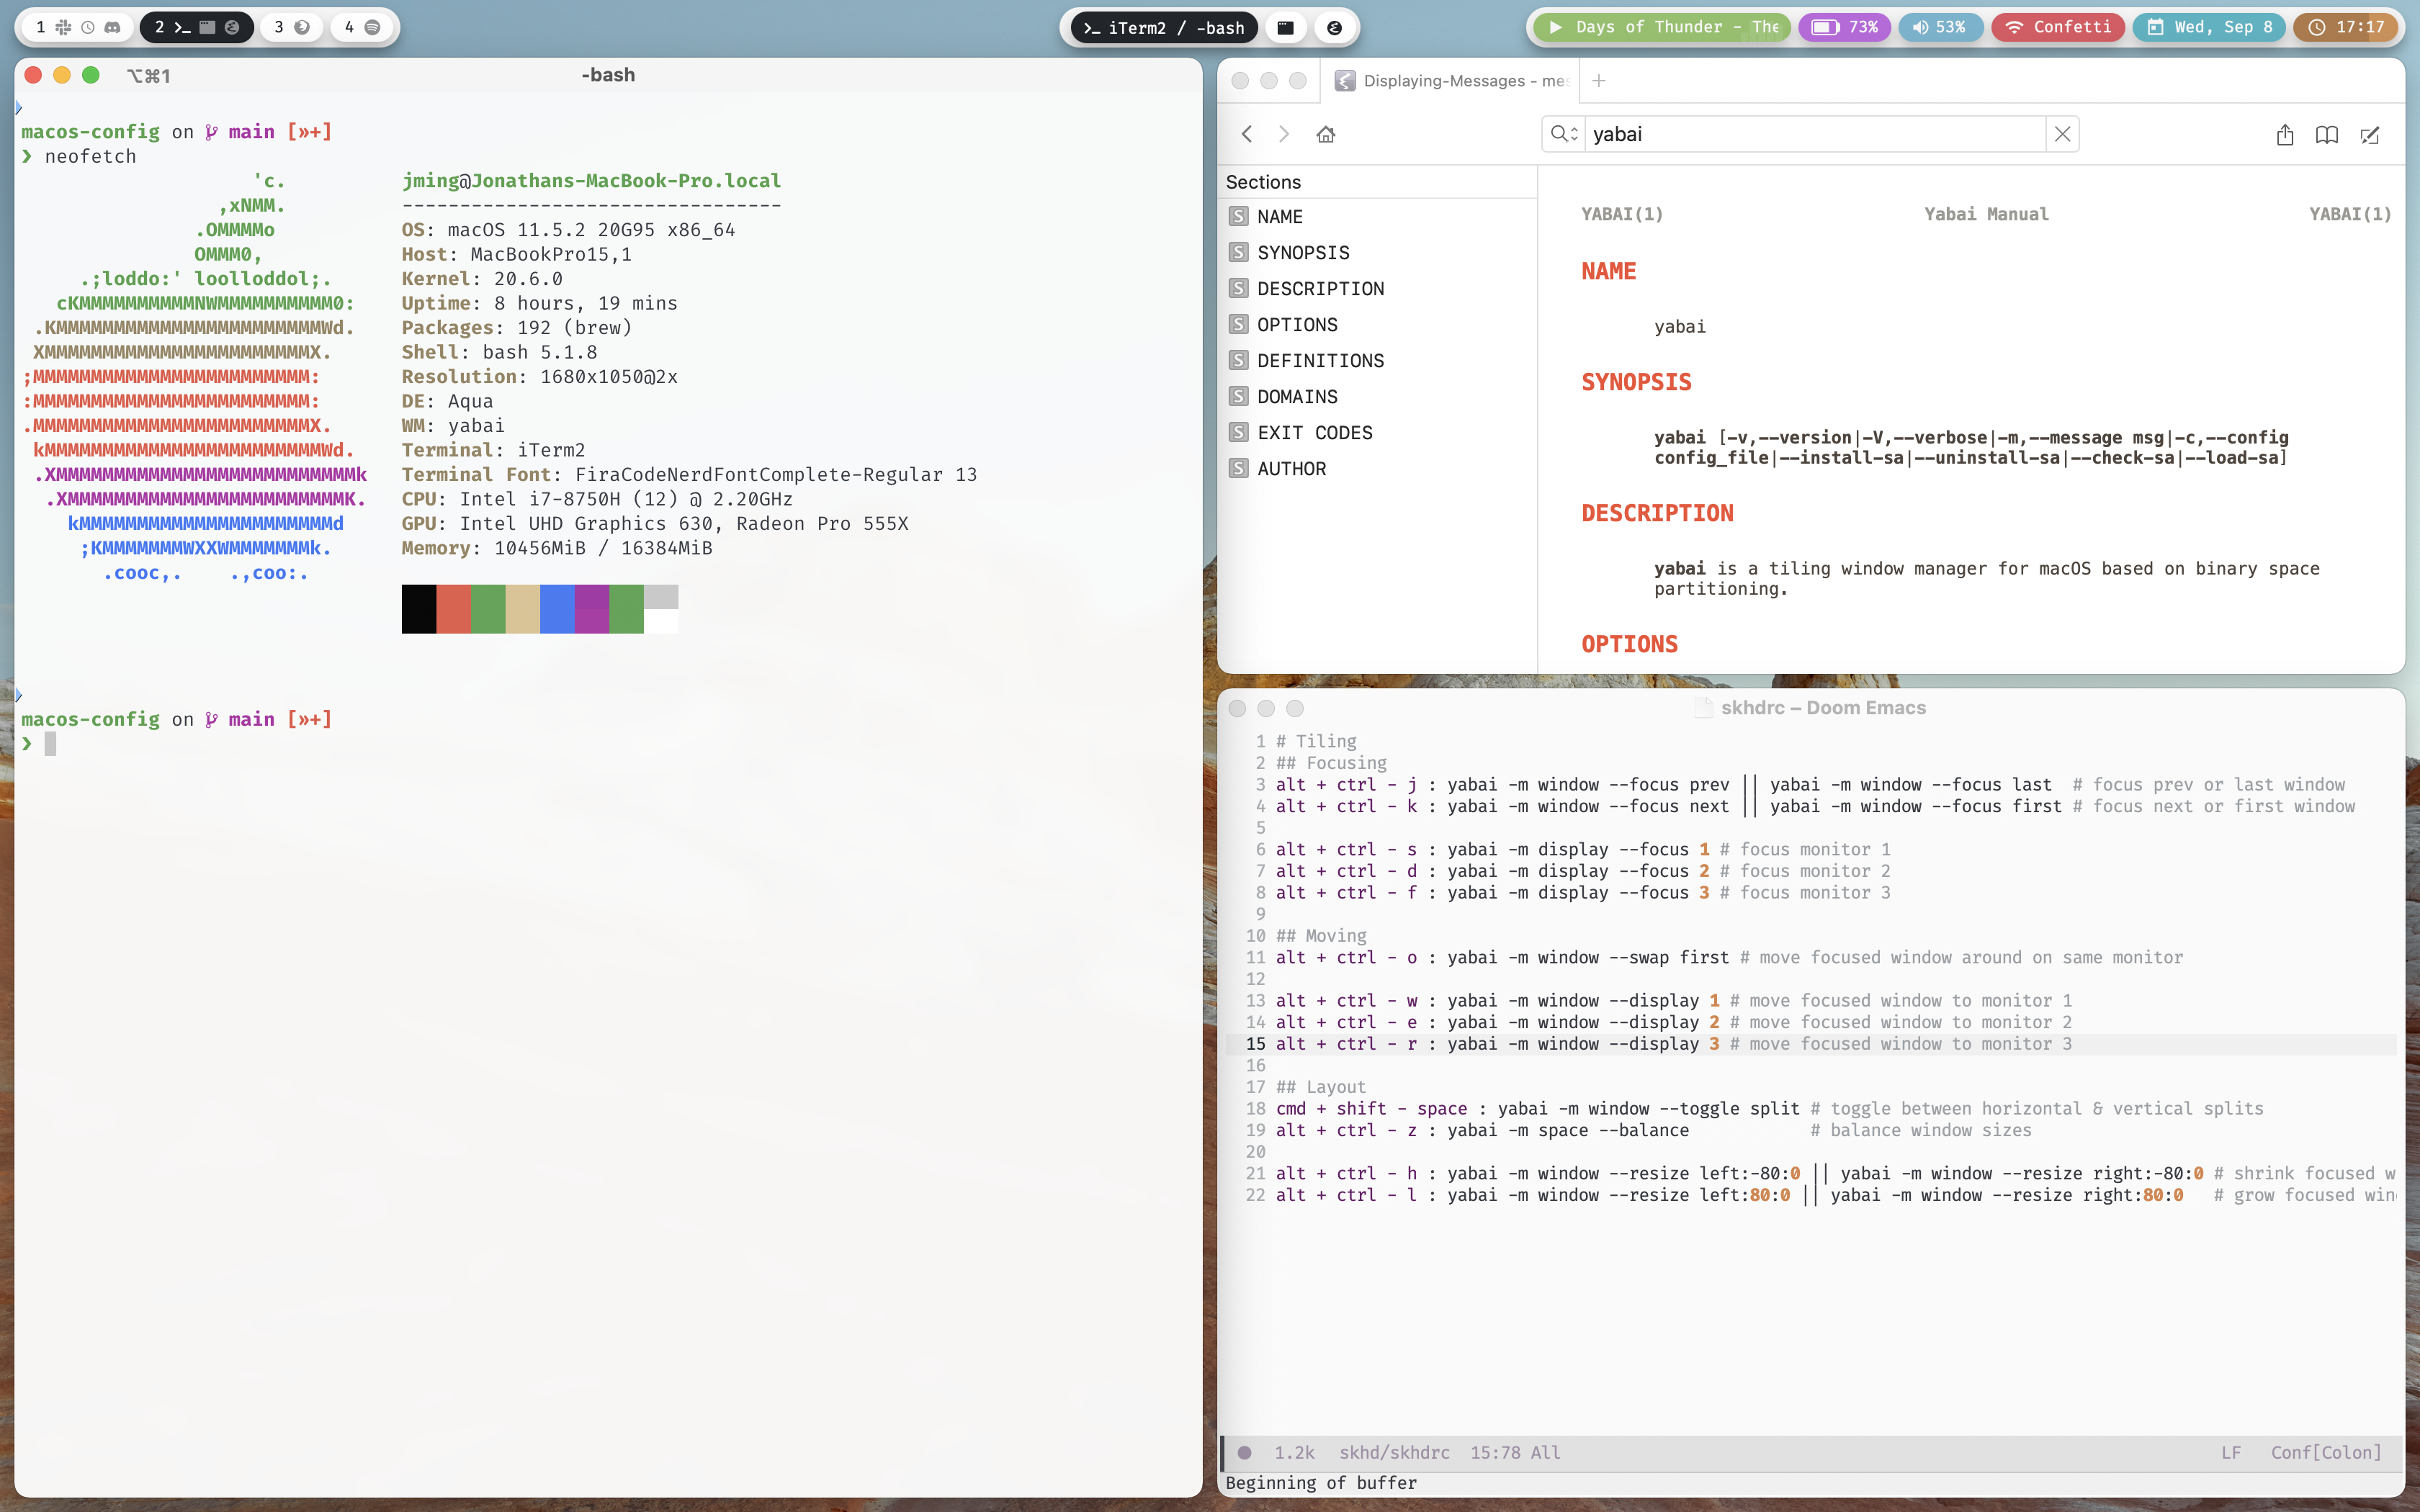 1
2
3
4
iTerm2 / -bash
Days of Thunder - The
73%
53%
Confetti
Wed, Sep 8
17:17
⌥⌘1
-bash
macos-config on main [»+]
❯ neofetch
'c.
,xNMM.
.OMMMMo
OMMM0,
.;loddo:' loolloddol;.
cKMMMMMMMMMMNWMMMMMMMMMM0:
.KMMMMMMMMMMMMMMMMMMMMMMMWd.
XMMMMMMMMMMMMMMMMMMMMMMMX.
;MMMMMMMMMMMMMMMMMMMMMMMM:
:MMMMMMMMMMMMMMMMMMMMMMMM:
.MMMMMMMMMMMMMMMMMMMMMMMMX.
kMMMMMMMMMMMMMMMMMMMMMMMMWd.
.XMMMMMMMMMMMMMMMMMMMMMMMMMMk
.XMMMMMMMMMMMMMMMMMMMMMMMMK.
kMMMMMMMMMMMMMMMMMMMMMMd
;KMMMMMMMWXXWMMMMMMMk.
.cooc,.    .,coo:.
jming@Jonathans-MacBook-Pro.local
---------------------------------
OS: macOS 11.5.2 20G95 x86_64
Host: MacBookPro15,1
Kernel: 20.6.0
Uptime: 8 hours, 19 mins
Packages: 192 (brew)
Shell: bash 5.1.8
Resolution: 1680x1050@2x
DE: Aqua
WM: yabai
Terminal: iTerm2
Terminal Font: FiraCodeNerdFontComplete-Regular 13
CPU: Intel i7-8750H (12) @ 2.20GHz
GPU: Intel UHD Graphics 630, Radeon Pro 555X
Memory: 10456MiB / 16384MiB
macos-config on main [»+]
❯
Displaying-Messages - mes
yabai
Sections
S NAME
S SYNOPSIS
S DESCRIPTION
S OPTIONS
S DEFINITIONS
S DOMAINS
S EXIT CODES
S AUTHOR
YABAI(1) Yabai Manual YABAI(1)
NAME
yabai
SYNOPSIS
yabai [-v,--version|-V,--verbose|-m,--message msg|-c,--config
config_file|--install-sa|--uninstall-sa|--check-sa|--load-sa]
DESCRIPTION
yabai is a tiling window manager for macOS based on binary space
partitioning.
OPTIONS
skhdrc – Doom Emacs
1 # Tiling
2 ## Focusing
3 alt + ctrl - j : yabai -m window --focus prev || yabai -m window --focus last # focus prev or last window
4 alt + ctrl - k : yabai -m window --focus next || yabai -m window --focus first # focus next or first window
5
6 alt + ctrl - s : yabai -m display --focus 1 # focus monitor 1
7 alt + ctrl - d : yabai -m display --focus 2 # focus monitor 2
8 alt + ctrl - f : yabai -m display --focus 3 # focus monitor 3
9
10 ## Moving
11 alt + ctrl - o : yabai -m window --swap first # move focused window around on same monitor
12
13 alt + ctrl - w : yabai -m window --display 1 # move focused window to monitor 1
14 alt + ctrl - e : yabai -m window --display 2 # move focused window to monitor 2
15 alt + ctrl - r : yabai -m window --display 3 # move focused window to monitor 3
16
17 ## Layout
18 cmd + shift - space : yabai -m window --toggle split # toggle between horizontal & vertical splits
19 alt + ctrl - z : yabai -m space --balance # balance window sizes
20
21 alt + ctrl - h : yabai -m window --resize left:-80:0 || yabai -m window --resize right:-80:0 # shrink focused w
22 alt + ctrl - l : yabai -m window --resize left:80:0 || yabai -m window --resize right:80:0 # grow focused win
1.2k skhd/skhdrc 15:78 All LF Conf[Colon]
Beginning of buffer